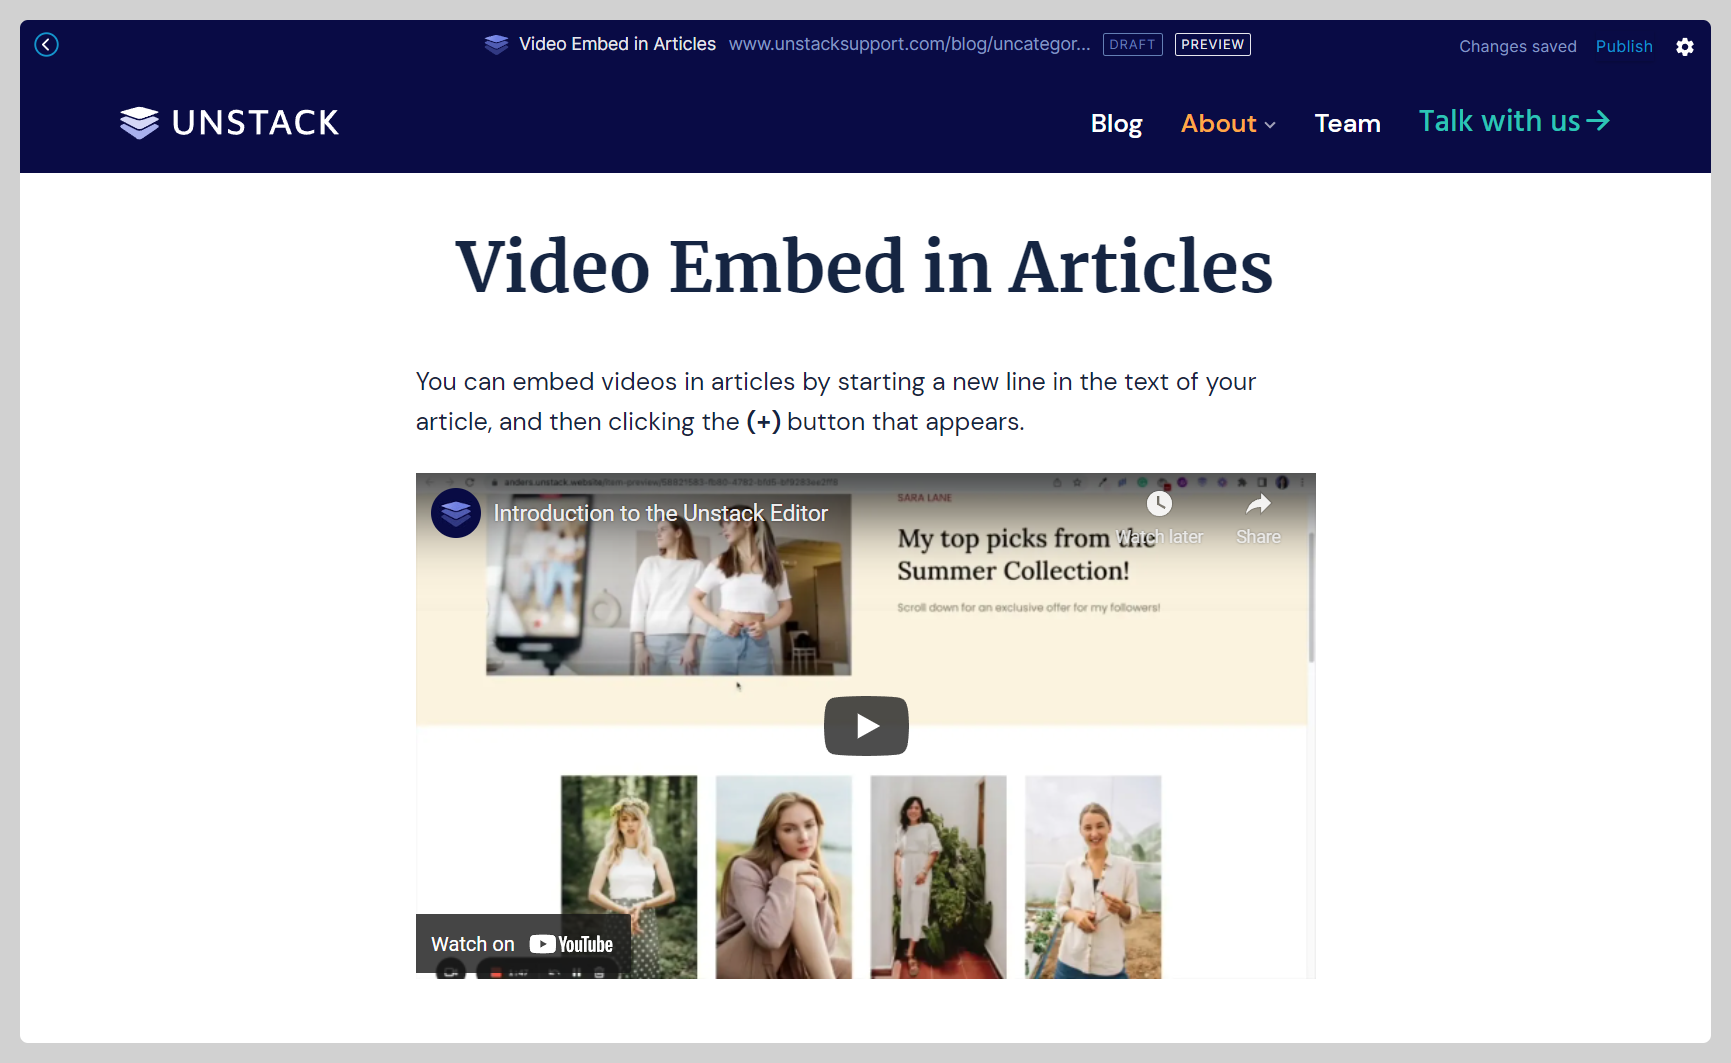 Video Embed in Articles www.unstacksupport.com/blog/uncategor... DRAFT PREVIEW Changes saved Publish
UNSTACK Blog About Team Talk with us
Video Embed in Articles
You can embed videos in articles by starting a new line in the text of your
article, and then clicking the (+) button that appears.
Introduction to the Unstack Editor
SARA LANE
My top picks from the
Summer Collection!
Scroll down for an exclusive offer for my followers!
Watch later Share
Watch on YouTube